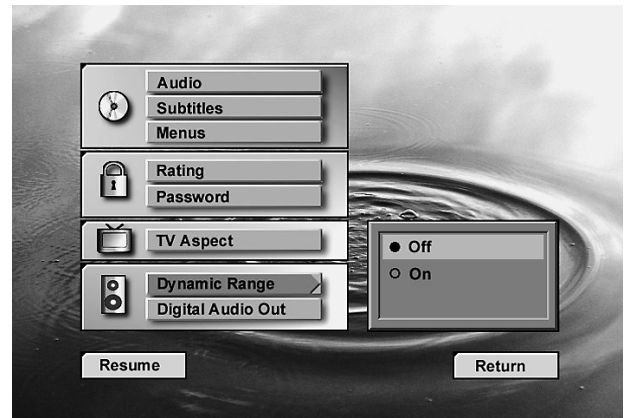 Audio
Subtitles
Menus
Rating
Password
TV Aspect
Dynamic Range
Digital Audio Out
Off
On
Resume
Return